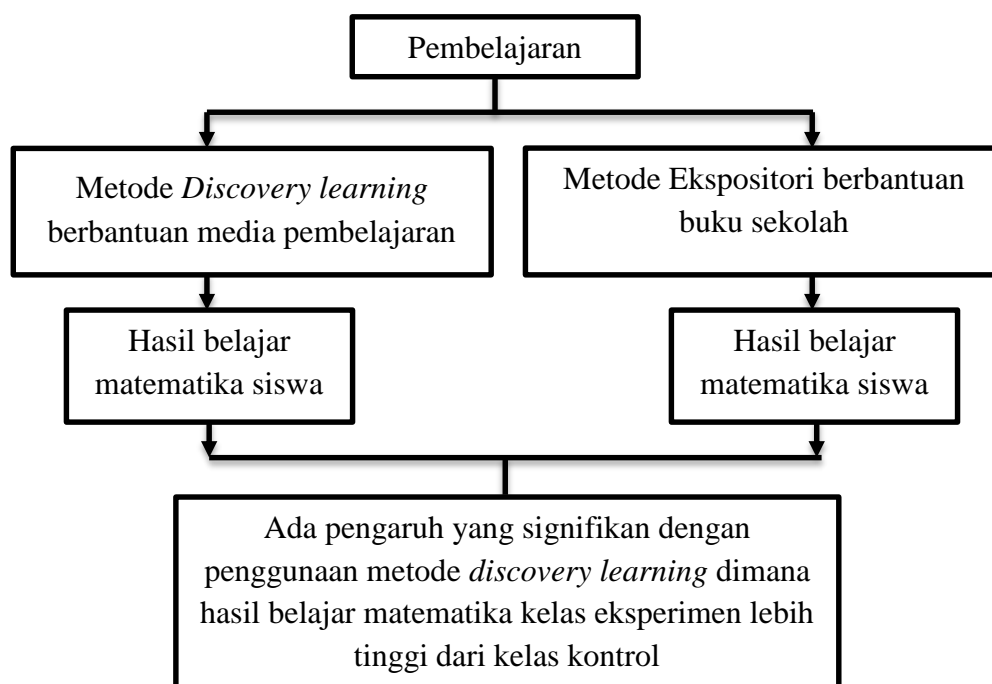 Pembelajaran
Metode Discovery learning
berbantuan media pembelajaran
Metode Ekspositori berbantuan
buku sekolah
Hasil belajar
matematika siswa
Hasil belajar
matematika siswa
Ada pengaruh yang signifikan dengan
penggunaan metode discovery learning dimana
hasil belajar matematika kelas eksperimen lebih
tinggi dari kelas kontrol